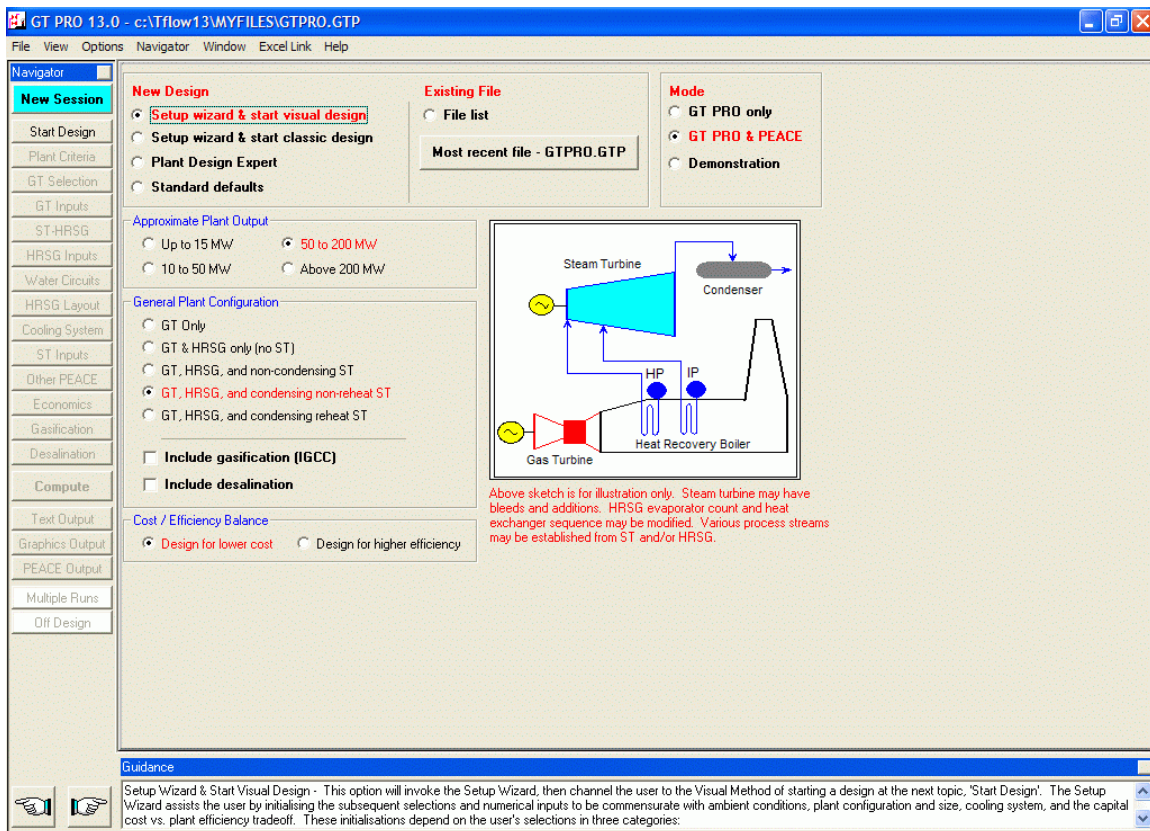 GT PRO 13.0 - c:\Tflow13\MYFILES\GTPRO.GTP
File View Options Navigator Window Excel Link Help
Navigator
New Session
Start Design
Plant Criteria
GT Selection
GT Inputs
ST-HRSG
HRSG Inputs
Water Circuits
HRSG Layout
Cooling System
ST Inputs
Other PEACE
Economics
Gasification
Desalination
Compute
Text Output
Graphics Output
PEACE Output
Multiple Runs
Off Design
New Design
Setup wizard & start visual design
Setup wizard & start classic design
Plant Design Expert
Standard defaults
Existing File
File list
Most recent file - GTPRO.GTP
Mode
GT PRO only
GT PRO & PEACE
Demonstration
Approximate Plant Output
Up to 15 MW
50 to 200 MW
10 to 50 MW
Above 200 MW
General Plant Configuration
GT Only
GT & HRSG only (no ST)
GT, HRSG, and non-condensing ST
GT, HRSG, and condensing non-reheat ST
GT, HRSG, and condensing reheat ST
Include gasification (IGCC)
Include desalination
Cost / Efficiency Balance
Design for lower cost
Design for higher efficiency
Steam Turbine
Condenser
HP
IP
Heat Recovery Boiler
Gas Turbine
Above sketch is for illustration only. Steam turbine may have
bleeds and additions. HRSG evaporator count and heat
exchanger sequence may be modified. Various process streams
may be established from ST and/or HRSG.
Guidance
Setup Wizard & Start Visual Design - This option will invoke the Setup Wizard, then channel the user to the Visual Method of starting a design at the next topic, 'Start Design'. The Setup
Wizard assists the user by initialising the subsequent selections and numerical inputs to be commensurate with ambient conditions, plant configuration and size, cooling system, and the capital
cost vs. plant efficiency tradeoff. These initialisations depend on the user's selections in three categories: